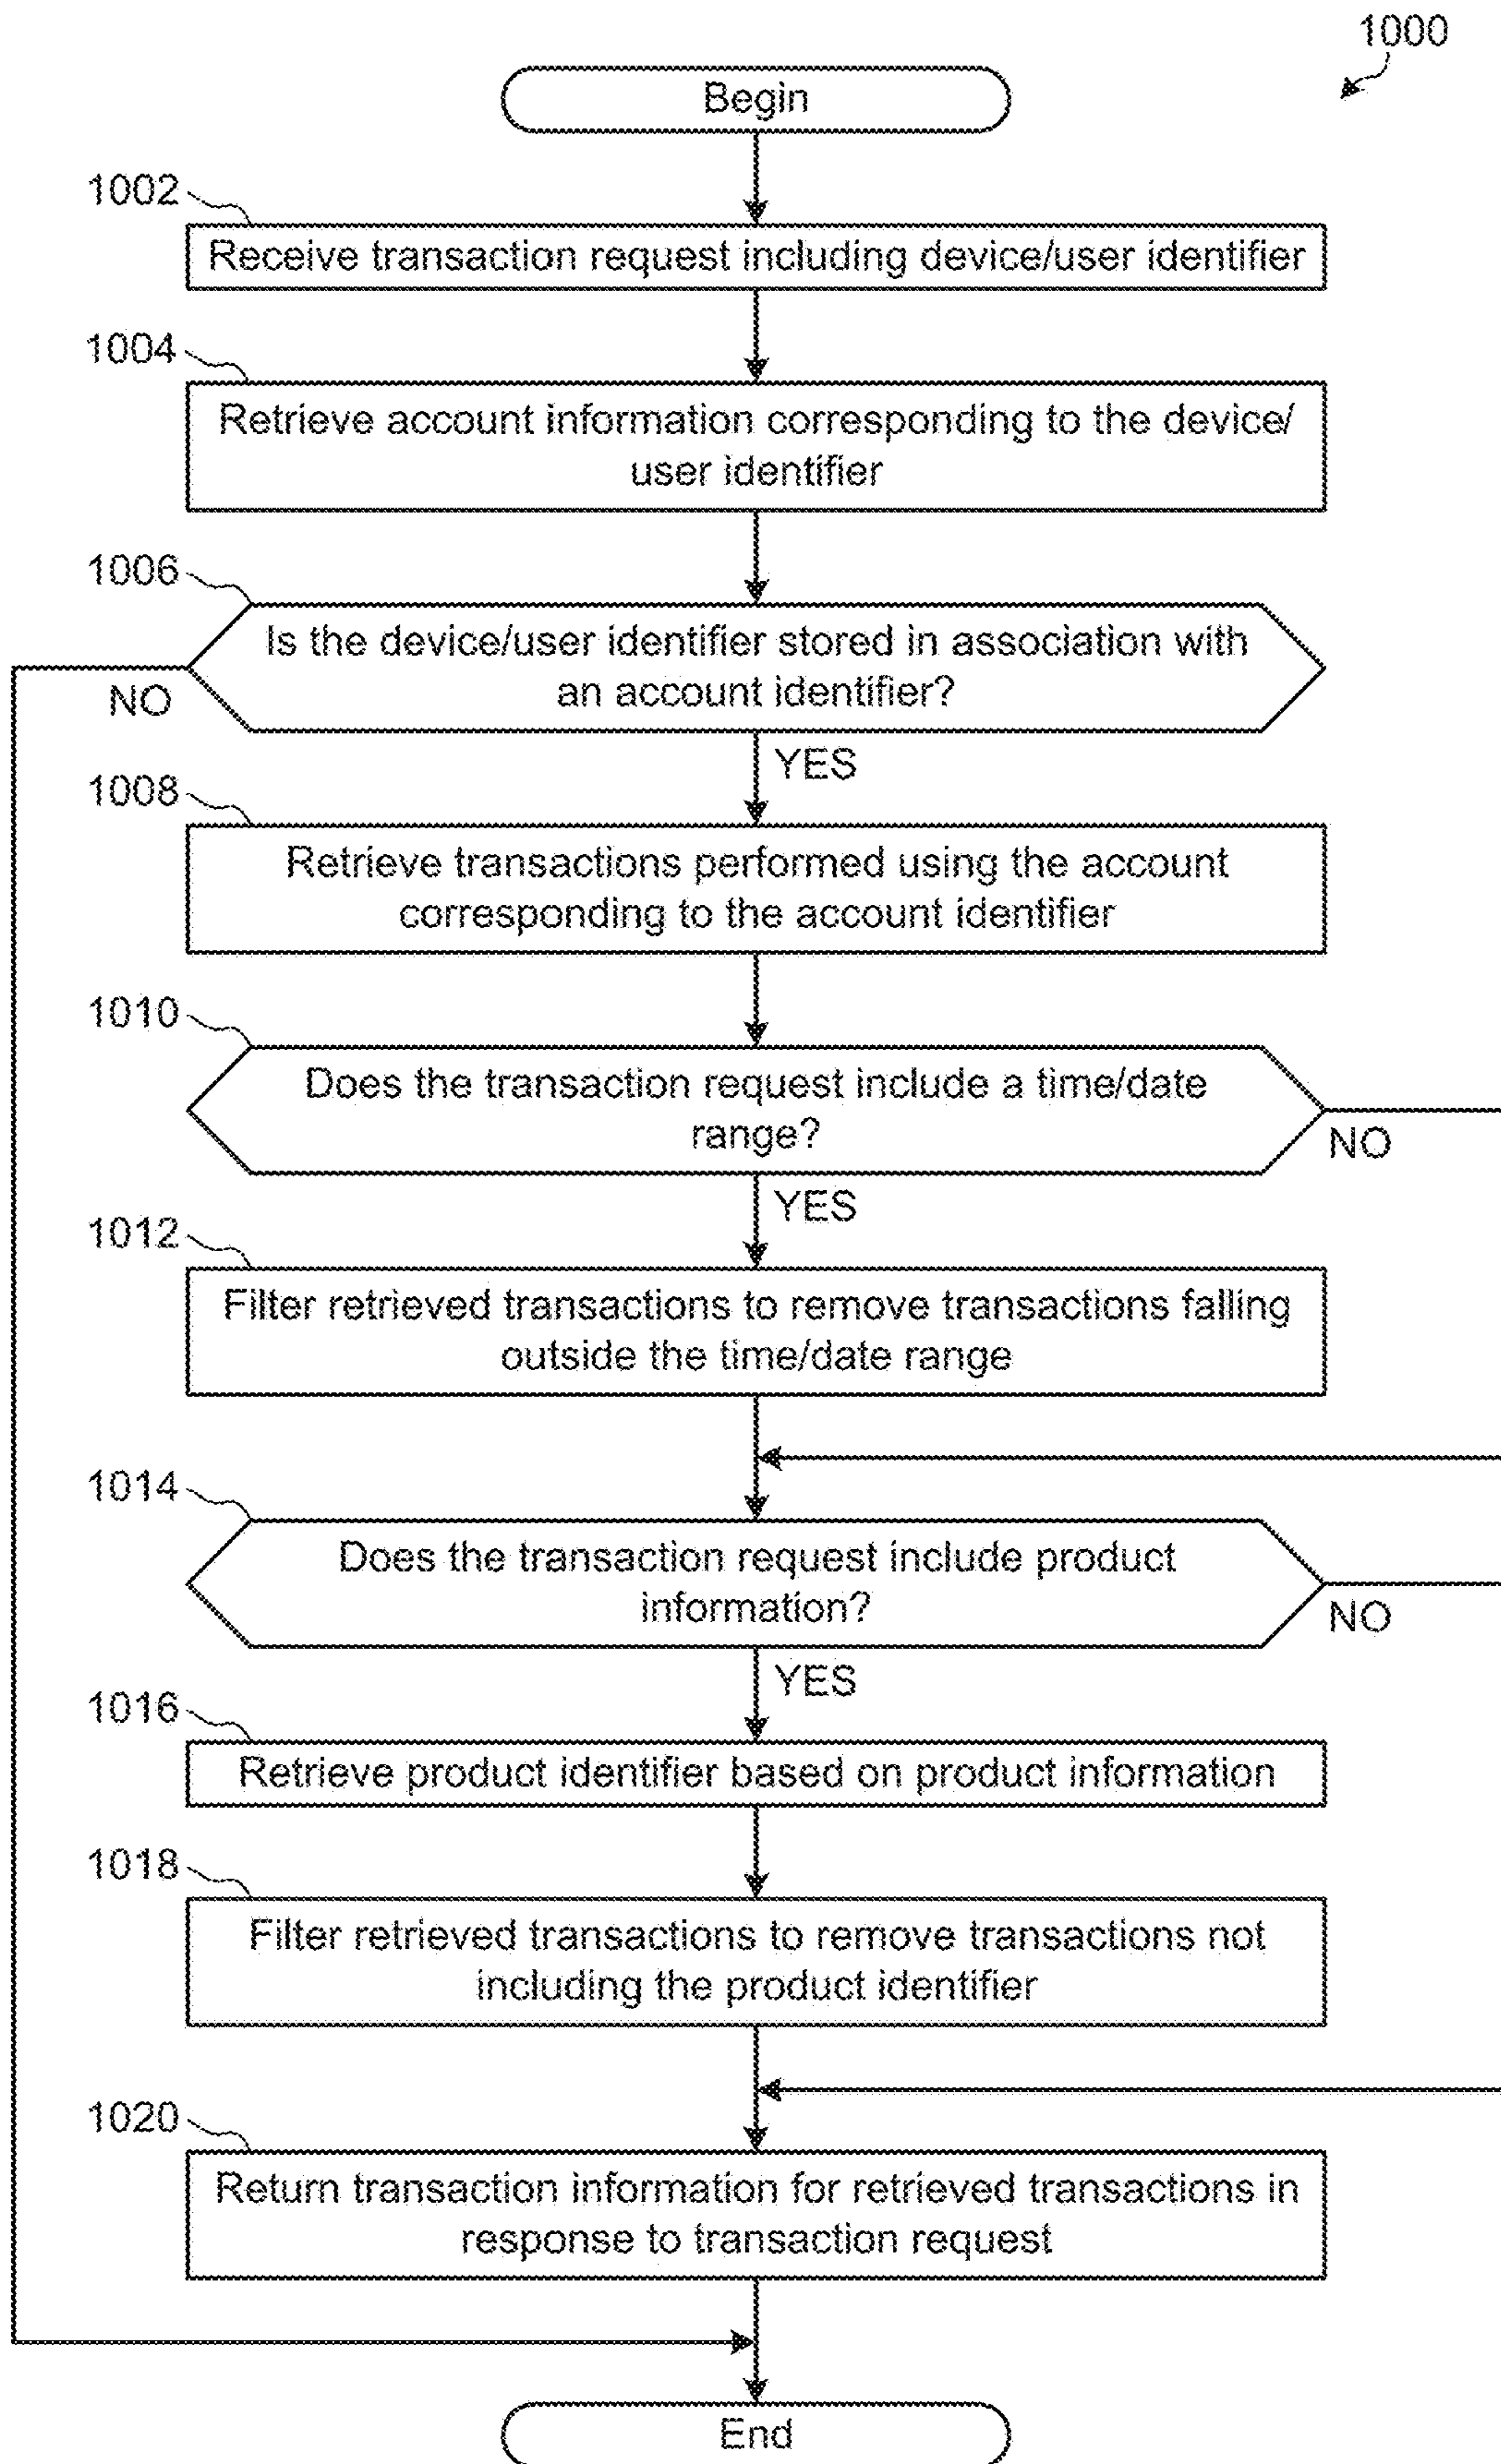 1000
Begin
1002
Receive transaction request including device/user identifier
1004
Retrieve account information corresponding to the device/
user identifier
1006
Is the device/user identifier stored in association with
an account identifier?
NO
YES
1008
Retrieve transactions performed using the account
corresponding to the account identifier
1010
Does the transaction request include a time/date
range?
NO
YES
1012
Filter retrieved transactions to remove transactions falling
outside the time/date range
1014
Does the transaction request include product
information?
NO
YES
1016
Retrieve product identifier based on product information
1018
Filter retrieved transactions to remove transactions not
including the product identifier
1020
Return transaction information for retrieved transactions in
response to transaction request
End